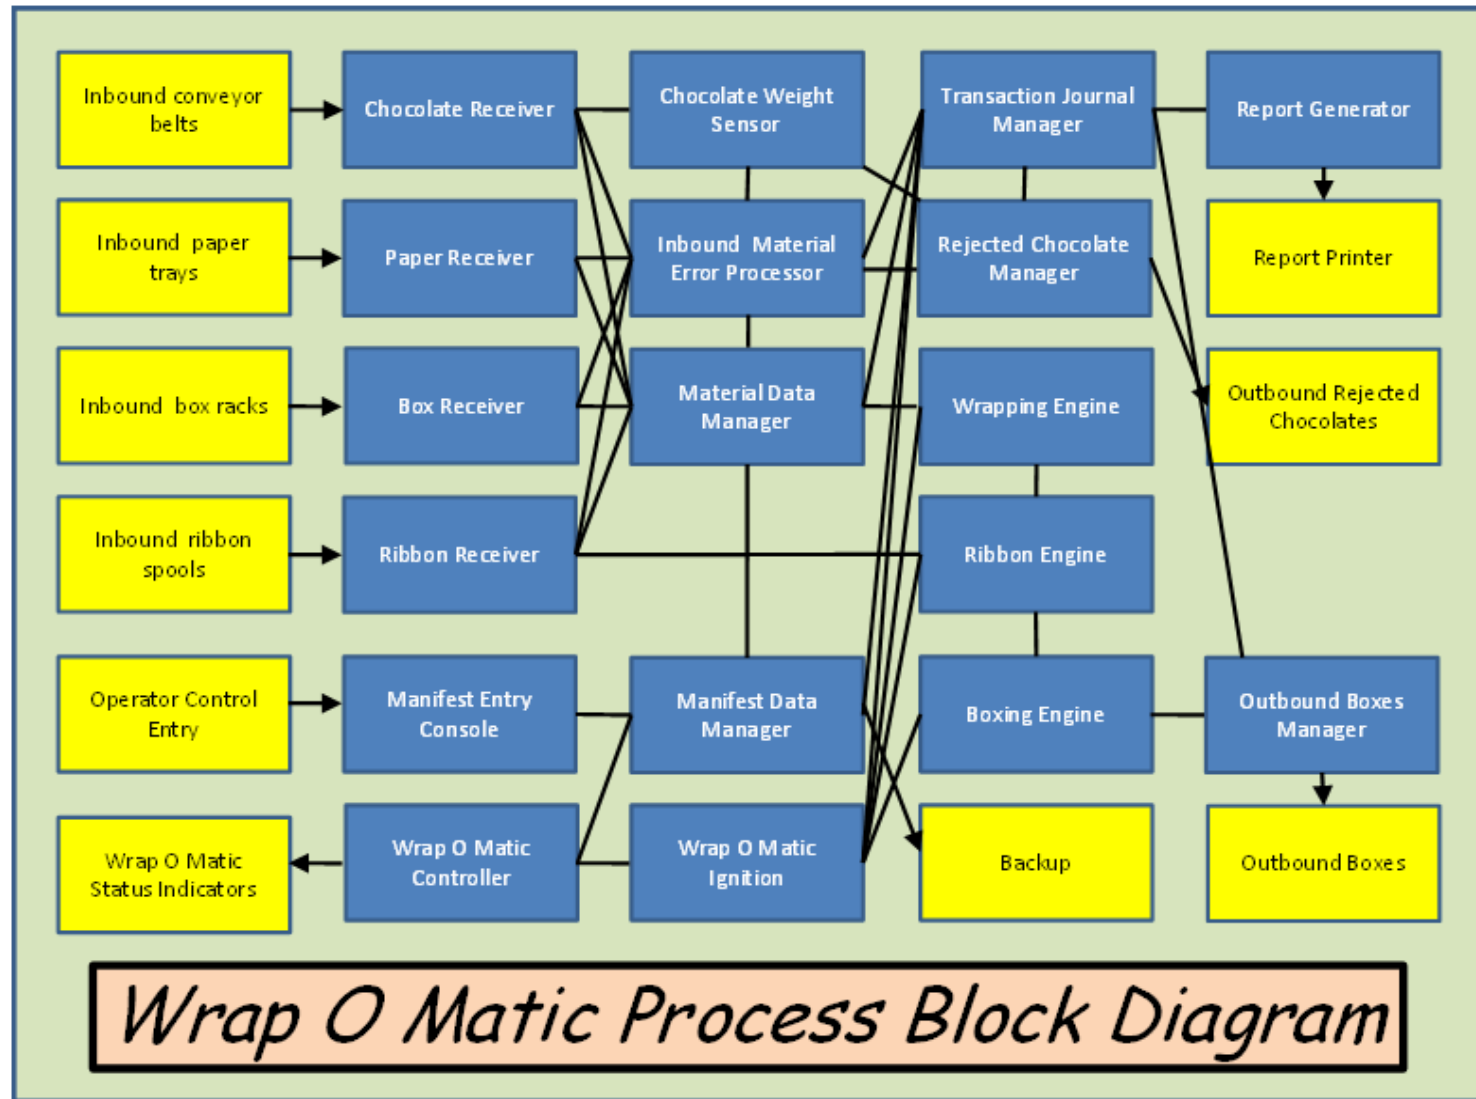 Inbound conveyor
belts
Chocolate Receiver
Chocolate Weight
Sensor
Transaction Journal
Manager
Report Generator
Inbound paper
trays
Paper Receiver
Inbound Material
Error Processor
Rejected Chocolate
Manager
Report Printer
Inbound box racks
Box Receiver
Material Data
Manager
Wrapping Engine
Outbound Rejected
Chocolates
Inbound ribbon
spools
Ribbon Receiver
Ribbon Engine
Operator Control
Entry
Manifest Entry
Console
Manifest Data
Manager
Boxing Engine
Outbound Boxes
Manager
Wrap O Matic
Status Indicators
Wrap O Matic
Controller
Wrap O Matic
Ignition
Backup
Outbound Boxes
Wrap O Matic Process Block Diagram